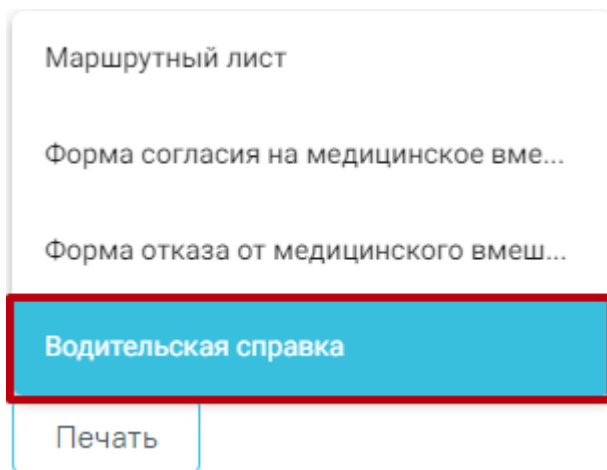 Маршрутный лист
Форма согласия на медицинское вме...
Форма отказа от медицинского вмеш...
Водительская справка
Печать